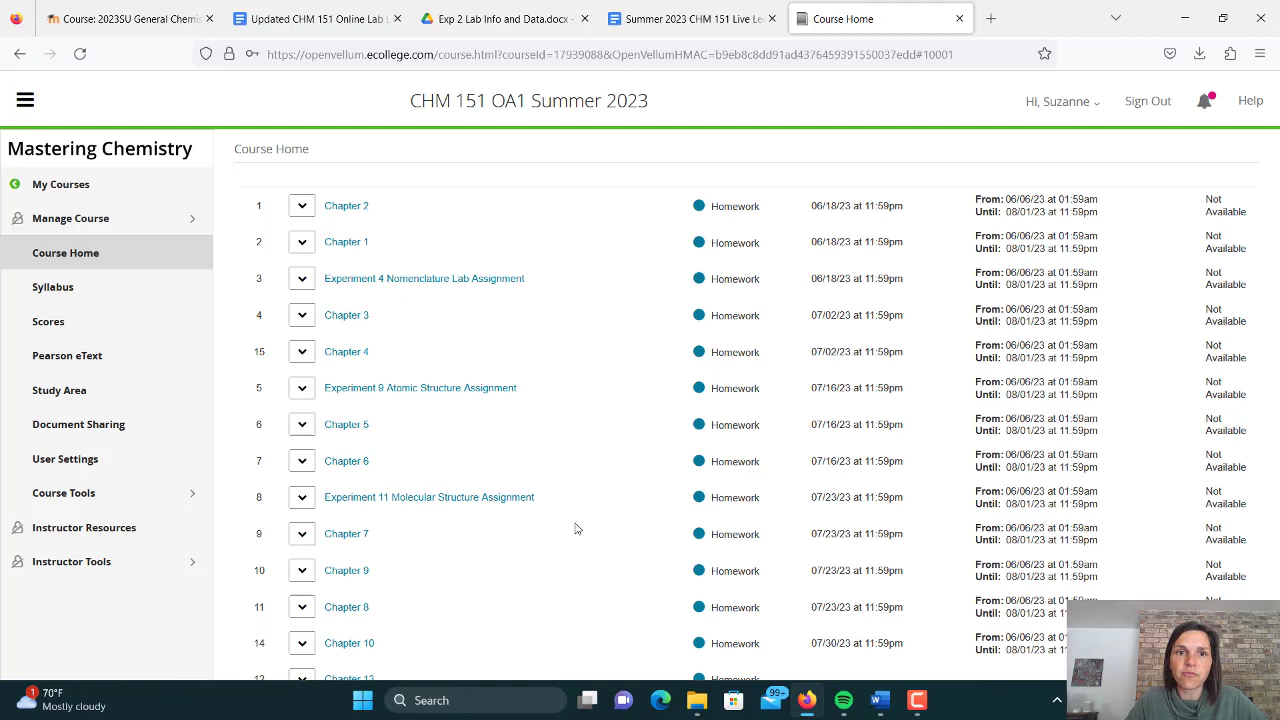 Course: 2023SU General Chemis
Updated CHM 151 Online Lab
Exp 2 Lab Info and Data.docx -
Summer 2023 CHM 151 Live Le
Course Home
https://openvellum.ecollege.com/course.html?courseId=17939088&OpenVellumHMAC=b9eb8c8dd91ad4376459391550037edd#10001
CHM 151 OA1 Summer 2023
Hi, Suzanne
Sign Out
Help
Mastering Chemistry
My Courses
Manage Course
Course Home
Syllabus
Scores
Pearson eText
Study Area
Document Sharing
User Settings
Course Tools
Instructor Resources
Instructor Tools
Course Home
1 Chapter 2 Homework 06/18/23 at 11:59pm From: 06/06/23 at 01:59am Not
Until: 08/01/23 at 11:59pm Available
2 Chapter 1 Homework 06/18/23 at 11:59pm From: 06/06/23 at 01:59am Not
Until: 08/01/23 at 11:59pm Available
3 Experiment 4 Nomenclature Lab Assignment Homework 06/18/23 at 11:59pm From: 06/06/23 at 01:59am Not
Until: 08/01/23 at 11:59pm Available
4 Chapter 3 Homework 07/02/23 at 11:59pm From: 06/06/23 at 01:59am Not
Until: 08/01/23 at 11:59pm Available
15 Chapter 4 Homework 07/02/23 at 11:59pm From: 06/06/23 at 01:59am Not
Until: 08/01/23 at 11:59pm Available
5 Experiment 9 Atomic Structure Assignment Homework 07/16/23 at 11:59pm From: 06/06/23 at 01:59am Not
Until: 08/01/23 at 11:59pm Available
6 Chapter 5 Homework 07/16/23 at 11:59pm From: 06/06/23 at 01:59am Not
Until: 08/01/23 at 11:59pm Available
7 Chapter 6 Homework 07/16/23 at 11:59pm From: 06/06/23 at 01:59am Not
Until: 08/01/23 at 11:59pm Available
8 Experiment 11 Molecular Structure Assignment Homework 07/23/23 at 11:59pm From: 06/06/23 at 01:59am Not
Until: 08/01/23 at 11:59pm Available
9 Chapter 7 Homework 07/23/23 at 11:59pm From: 06/06/23 at 01:59am Not
Until: 08/01/23 at 11:59pm Available
10 Chapter 9 Homework 07/23/23 at 11:59pm From: 06/06/23 at 01:59am Not
Until: 08/01/23 at 11:59pm Available
11 Chapter 8 Homework 07/23/23 at 11:59pm From: 06/06/23
Until: 08/01/23 at 1
14 Chapter 10 Homework 07/30/23 at 11:59pm From: 06/06/23
Until: 08/01/23 at 1
1
70°F
Mostly cloudy
Search
99+